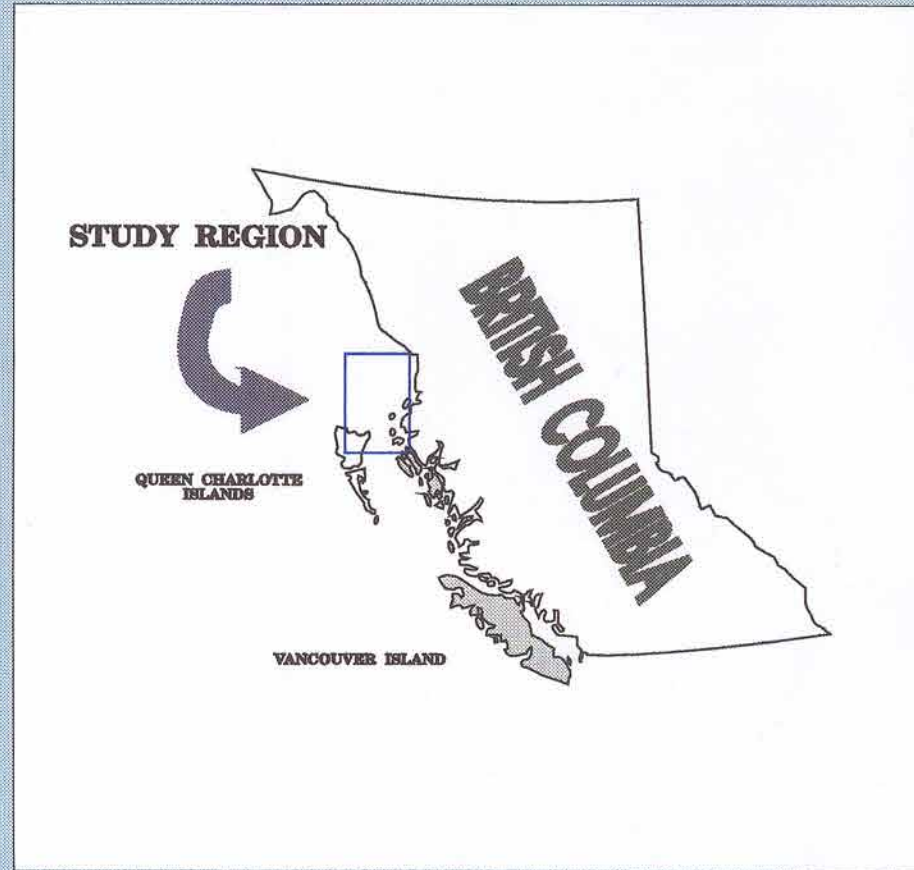 STUDY REGION
BRITISH COLUMBIA
QUEEN CHARLOTTE
ISLANDS
VANCOUVER ISLAND